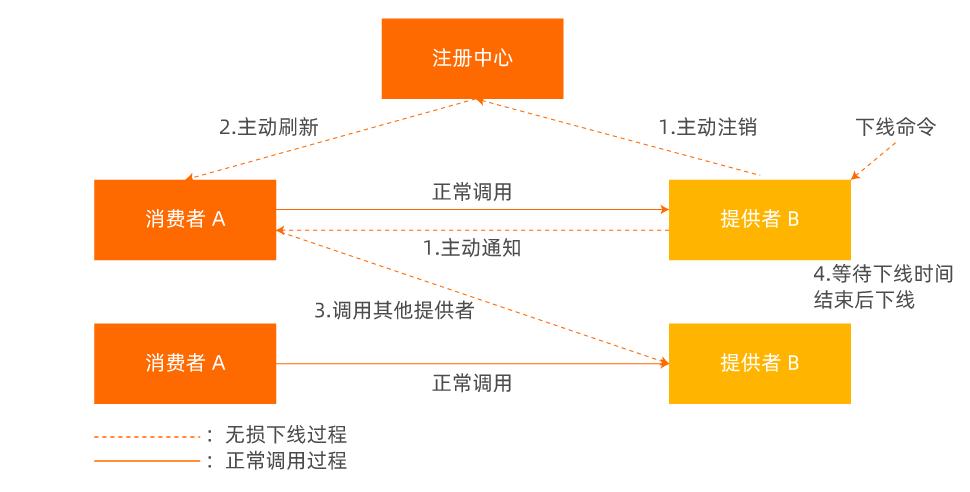 注册中心
2.主动刷新
1.主动注销
下线命令
消费者 A
正常调用
提供者 B
1.主动通知
4.等待下线时间
结束后下线
3.调用其他提供者
消费者 A
正常调用
提供者 B
：无损下线过程
：正常调用过程